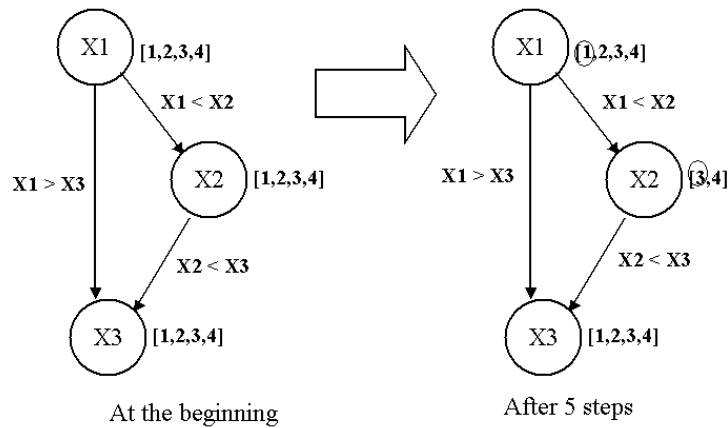 X1
[1,2,3,4]
X1 < X2
X1 > X3
X2
[1,2,3,4]
X2 < X3
X3
[1,2,3,4]
At the beginning
X1
[1,2,3,4]
X1 < X2
X1 > X3
X2
[3,4]
X2 < X3
X3
[1,2,3,4]
After 5 steps